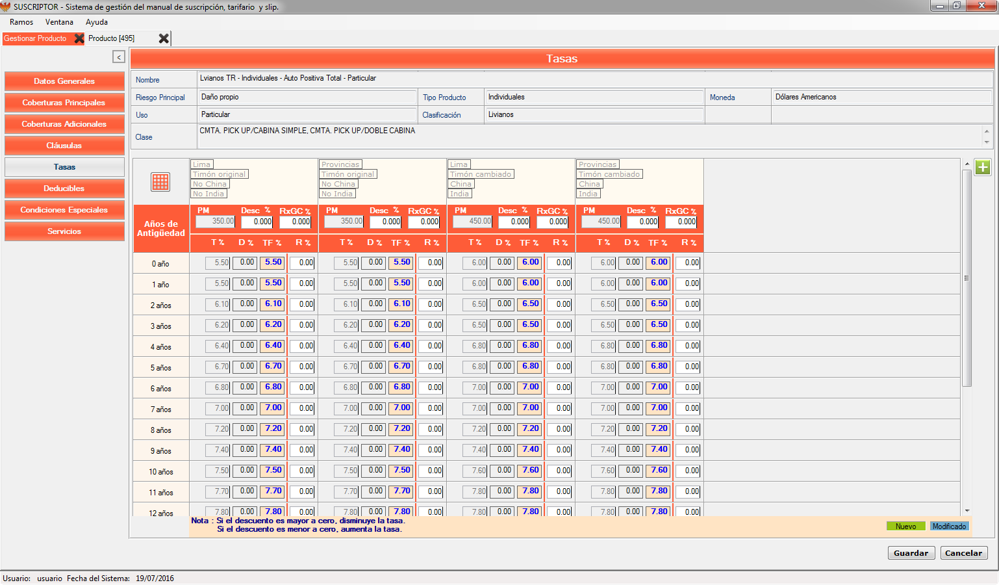 SUSCRIPTOR - Sistema de gestión del manual de suscripción, tarifario y slip.
Ramos Ventana Ayuda
Gestionar Producto Producto [495]
<
Datos Generales
Coberturas Principales
Coberturas Adicionales
Cláusulas
Tasas
Deducibles
Condiciones Especiales
Servicios
Tasas
Nombre Lvianos TR - Individuales - Auto Positiva Total - Particular
Riesgo Principal Daño propio Tipo Producto Individuales Moneda Dólares Americanos
Uso Particular Clasificación Livianos
Clase CMTA. PICK UP/CABINA SIMPLE, CMTA. PICK UP/DOBLE CABINA
Lima Provincias Lima Provincias
Timón original Timón original Timón cambiado Timón cambiado
No China No China China China
No India No India India India
Años de Antigüedad
PM Desc % RxGC % PM Desc % RxGC % PM Desc % RxGC % PM Desc % RxGC %
350.00 0.000 0.000 350.00 0.000 0.000 450.00 0.000 0.000 450.00 0.000 0.000
T % D % TF % R % T % D % TF % R % T % D % TF % R % T % D % TF % R %
0 año 5.50 0.00 5.50 0.00 5.50 0.00 5.50 0.00 6.00 0.00 6.00 0.00 6.00 0.00 6.00 0.00
1 año 5.50 0.00 5.50 0.00 5.50 0.00 5.50 0.00 6.00 0.00 6.00 0.00 6.00 0.00 6.00 0.00
2 años 6.10 0.00 6.10 0.00 6.10 0.00 6.10 0.00 6.50 0.00 6.50 0.00 6.50 0.00 6.50 0.00
3 años 6.20 0.00 6.20 0.00 6.20 0.00 6.20 0.00 6.50 0.00 6.50 0.00 6.50 0.00 6.50 0.00
4 años 6.40 0.00 6.40 0.00 6.40 0.00 6.40 0.00 6.80 0.00 6.80 0.00 6.80 0.00 6.80 0.00
5 años 6.70 0.00 6.70 0.00 6.70 0.00 6.70 0.00 6.80 0.00 6.80 0.00 6.80 0.00 6.80 0.00
6 años 6.80 0.00 6.80 0.00 6.80 0.00 6.80 0.00 7.00 0.00 7.00 0.00 7.00 0.00 7.00 0.00
7 años 7.00 0.00 7.00 0.00 7.00 0.00 7.00 0.00 7.00 0.00 7.00 0.00 7.00 0.00 7.00 0.00
8 años 7.20 0.00 7.20 0.00 7.20 0.00 7.20 0.00 7.20 0.00 7.20 0.00 7.20 0.00 7.20 0.00
9 años 7.40 0.00 7.40 0.00 7.40 0.00 7.40 0.00 7.40 0.00 7.40 0.00 7.40 0.00 7.40 0.00
10 años 7.50 0.00 7.50 0.00 7.50 0.00 7.50 0.00 7.60 0.00 7.60 0.00 7.60 0.00 7.60 0.00
11 años 7.70 0.00 7.70 0.00 7.70 0.00 7.70 0.00 7.80 0.00 7.80 0.00 7.80 0.00 7.80 0.00
12 años 7.80 0.00 7.80 0.00 7.80 0.00 7.80 0.00 7.80 0.00 7.80 0.00 7.80 0.00 7.80 0.00
Nota : Si el descuento es mayor a cero, disminuye la tasa.
Si el descuento es menor a cero, aumenta la tasa.
Nuevo Modificado
Guardar Cancelar
Usuario: usuario Fecha del Sistema: 19/07/2016